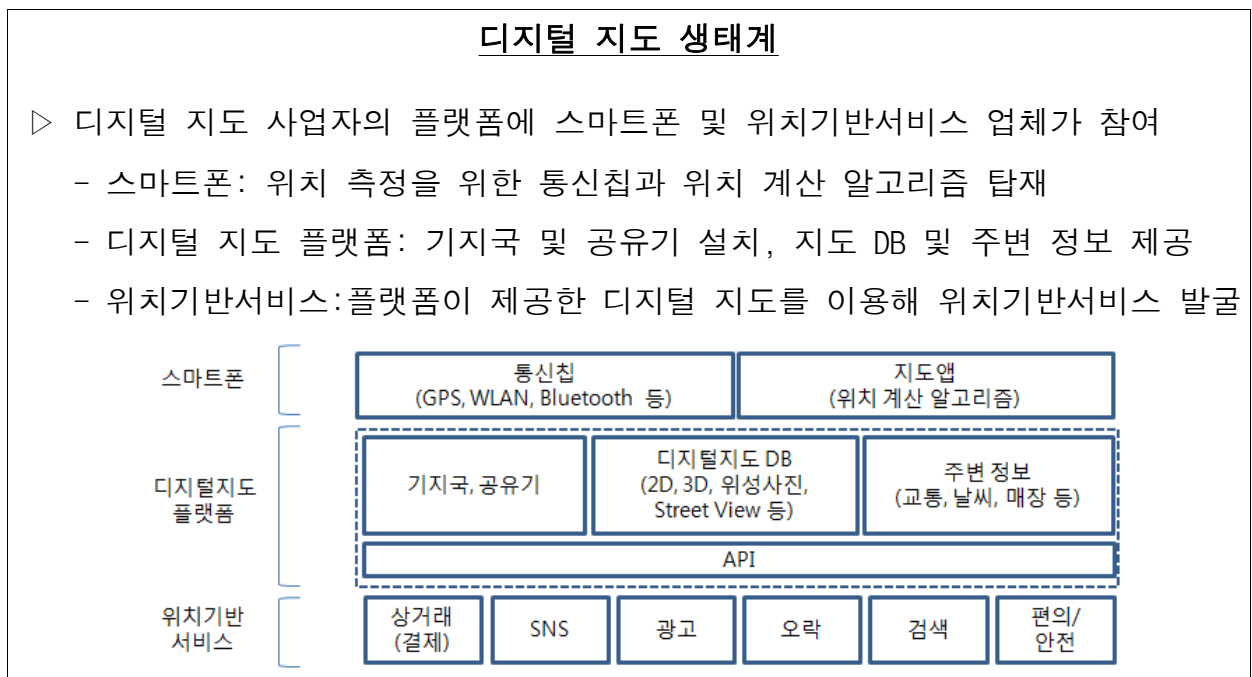 디지털 지도 생태계
▷ 디지털 지도 사업자의 플랫폼에 스마트폰 및 위치기반서비스 업체가 참여
- 스마트폰: 위치 측정을 위한 통신칩과 위치 계산 알고리즘 탑재
- 디지털 지도 플랫폼: 기지국 및 공유기 설치, 지도 DB 및 주변 정보 제공
- 위치기반서비스:플랫폼이 제공한 디지털 지도를 이용해 위치기반서비스 발굴
스마트폰
통신칩
(GPS, WLAN, Bluetooth 등)
지도앱
(위치 계산 알고리즘)
디지털지도
플랫폼
기지국, 공유기
디지털지도 DB
(2D, 3D, 위성사진,
Street View 등)
주변 정보
(교통, 날씨, 매장 등)
API
위치기반
서비스
상거래
(결제)
SNS
광고
오락
검색
편의/
안전